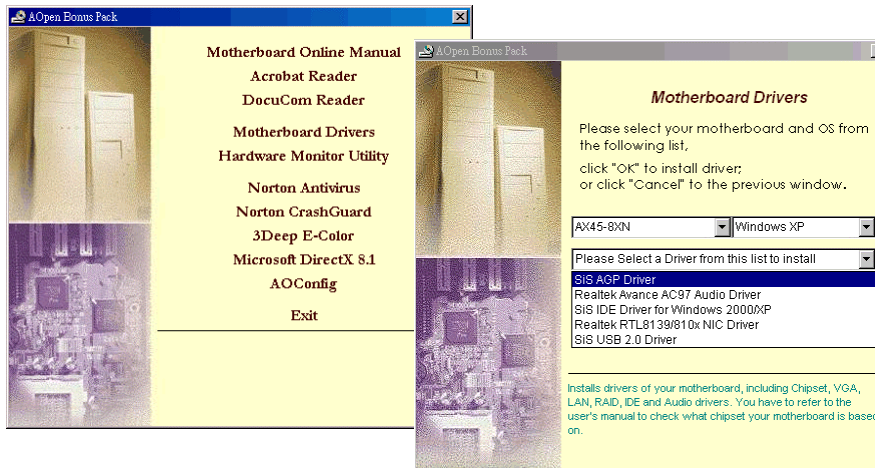 AOpen Bonus Pack
Motherboard Online Manual
Acrobat Reader
DocuCom Reader
Motherboard Drivers
Hardware Monitor Utility
Norton Antivirus
Norton CrashGuard
3Deep E-Color
Microsoft DirectX 8.1
AOConfig
Exit
AOpen Bonus Pack
Motherboard Drivers
Please select your motherboard and OS from
the following list,
click "OK" to install driver;
or click "Cancel" to the previous window.
AX45-8XN
Windows XP
Please Select a Driver from this list to install
SiS AGP Driver
Realtek Avance AC97 Audio Driver
SiS IDE Driver for Windows 2000/XP
Realtek RTL8139/810x NIC Driver
SiS USB 2.0 Driver
Installs drivers of your motherboard, including Chipset, VGA,
LAN, RAID, IDE and Audio drivers. You have to refer to the
user's manual to check what chipset your motherboard is based
on.